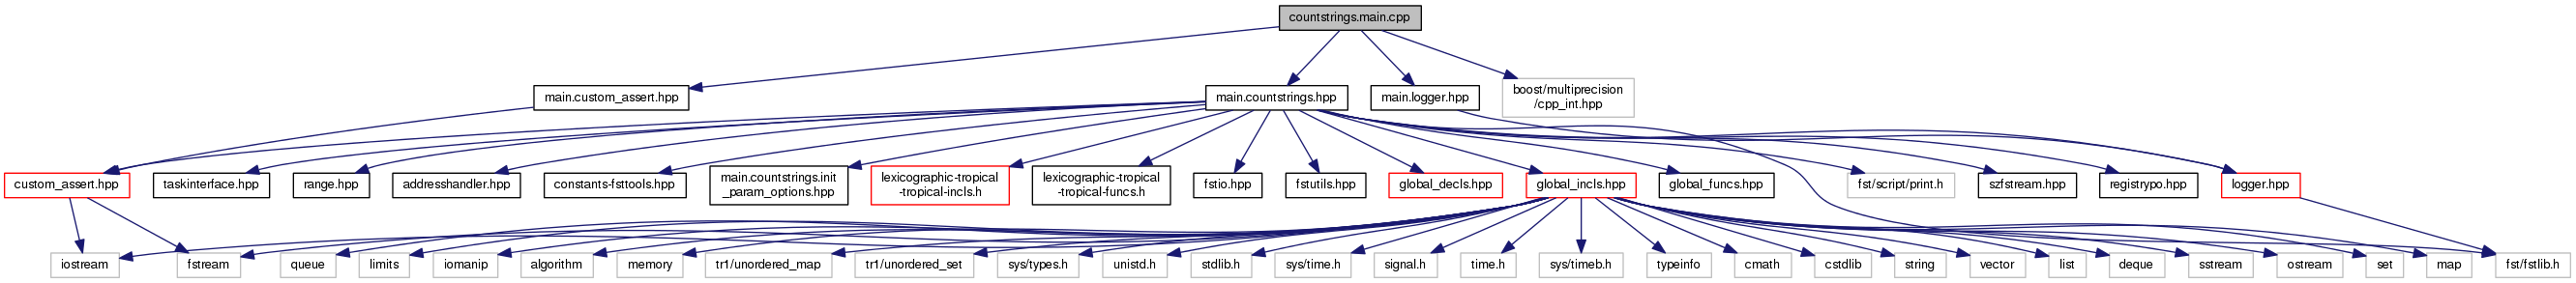 countstrings.main.cpp
main.custom_assert.hpp
main.countstrings.hpp
main.logger.hpp
boost/multiprecision
/cpp_int.hpp
custom_assert.hpp
taskinterface.hpp
range.hpp
addresshandler.hpp
constants-fsttools.hpp
main.countstrings.init
_param_options.hpp
lexicographic-tropical
-tropical-incls.h
lexicographic-tropical
-tropical-funcs.h
fstio.hpp
fstutils.hpp
global_decls.hpp
global_incls.hpp
global_funcs.hpp
fst/script/print.h
szfstream.hpp
registrypo.hpp
logger.hpp
iostream
fstream
queue
limits
iomanip
algorithm
memory
tr1/unordered_map
tr1/unordered_set
sys/types.h
unistd.h
stdlib.h
sys/time.h
signal.h
time.h
sys/timeb.h
typeinfo
cmath
cstdlib
string
vector
list
deque
sstream
ostream
set
map
fst/fstlib.h